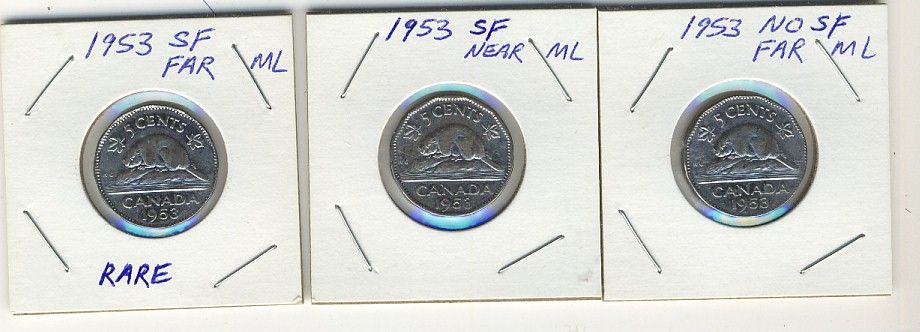 1953 SF
FAR ML
5 CENTS
CANADA
1953
RARE
1953 SF
NEAR ML
5 CENTS
CANADA
1953
1953 NO SF
FAR ML
5 CENTS
CANADA
1953